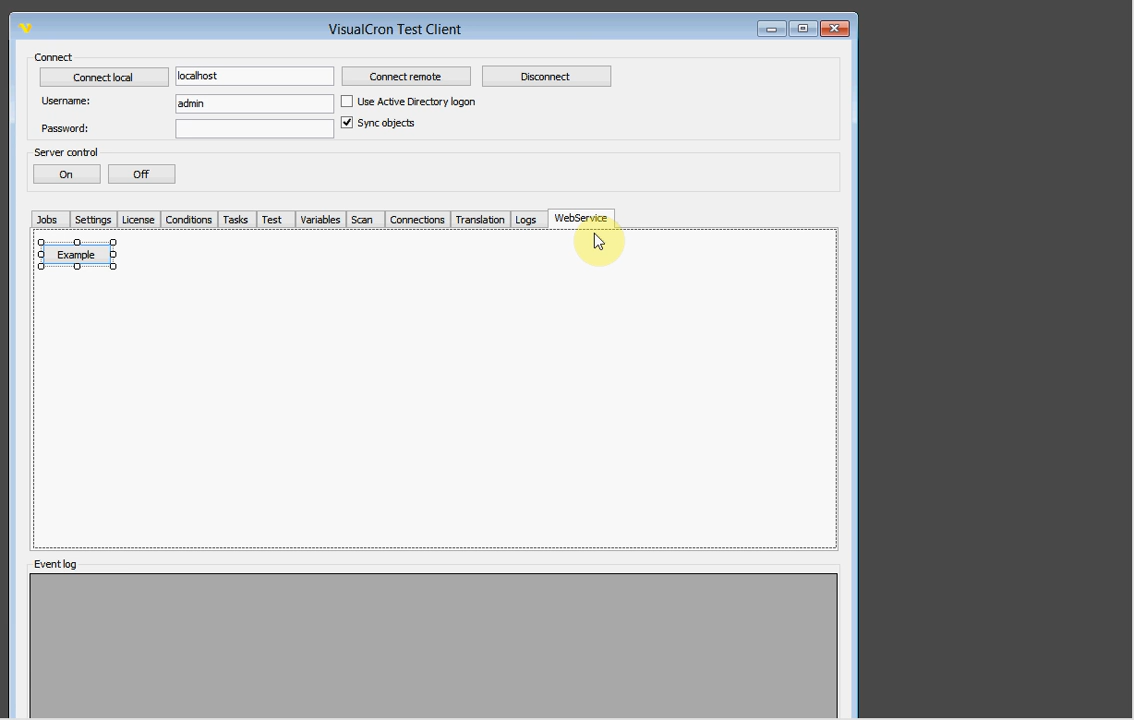 VisualCron Test Client
Connect
Connect local localhost Connect remote Disconnect
Username: admin Use Active Directory logon
Password: Sync objects
Server control
On Off
Jobs Settings License Conditions Tasks Test Variables Scan Connections Translation Logs WebService
Example
Event log